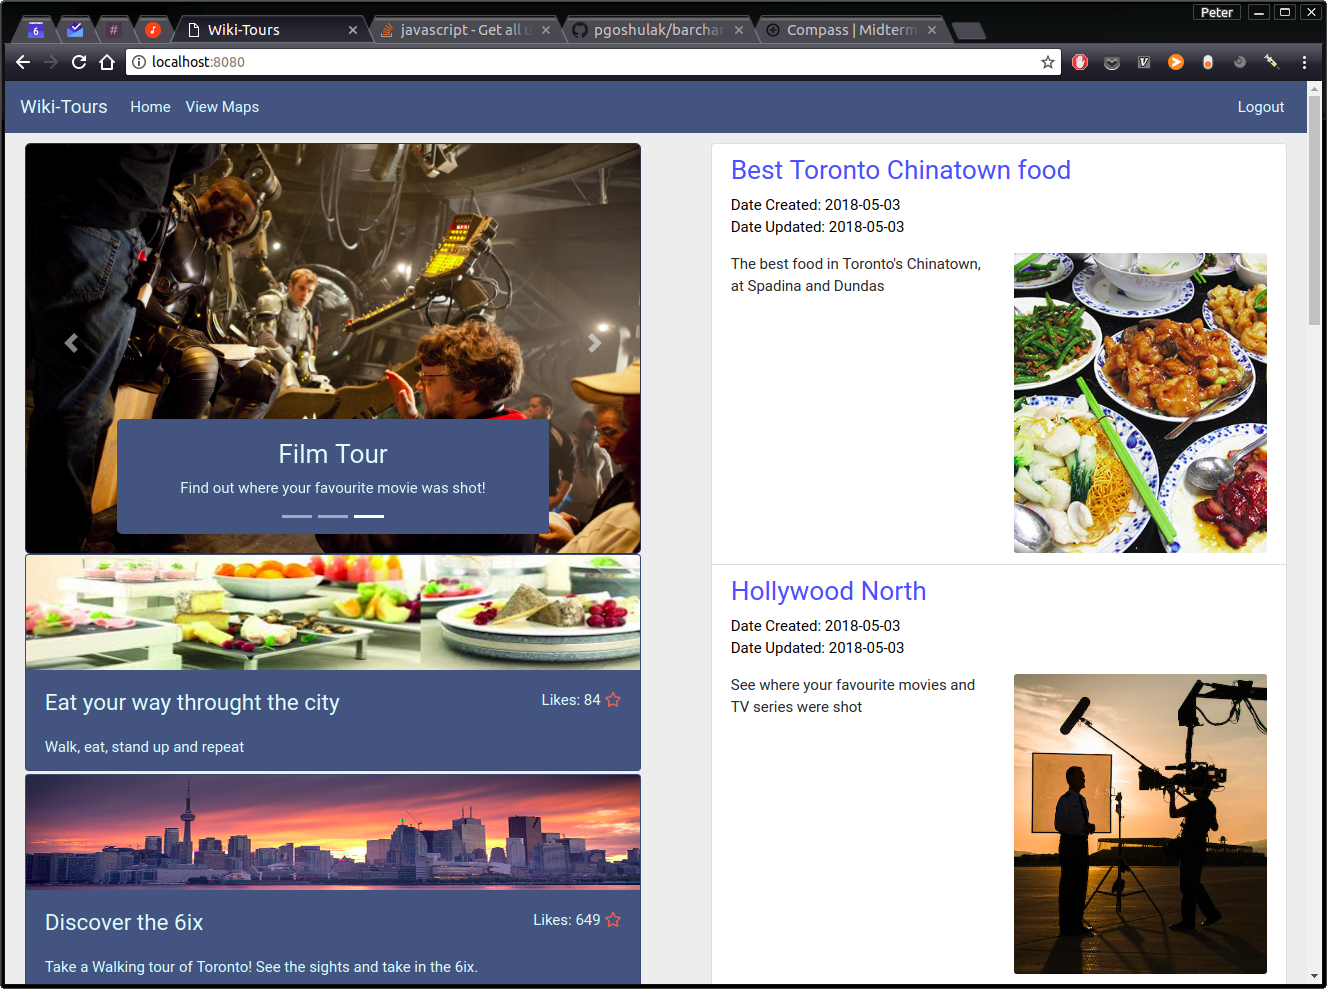 Peter
6
Wiki-Tours
javascript - Get all u
pgoshulak/barchar
Compass | Midterm
localhost:8080
Wiki-Tours
Home
View Maps
Logout
Film Tour
Find out where your favourite movie was shot!
Eat your way throught the city
Likes: 84
Walk, eat, stand up and repeat
Discover the 6ix
Likes: 649
Take a Walking tour of Toronto! See the sights and take in the 6ix.
Best Toronto Chinatown food
Date Created: 2018-05-03
Date Updated: 2018-05-03
The best food in Toronto's Chinatown,
at Spadina and Dundas
Hollywood North
Date Created: 2018-05-03
Date Updated: 2018-05-03
See where your favourite movies and
TV series were shot